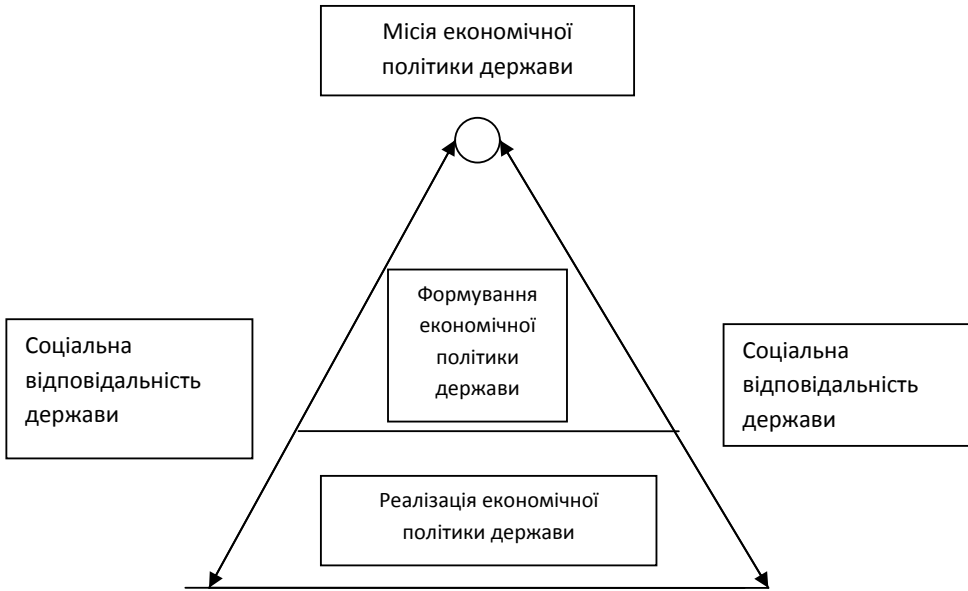 Місія економічної
політики держави
Формування
економічної
політики
держави
Соціальна
відповідальність
держави
Соціальна
відповідальність
держави
Реалізація економічної
політики держави